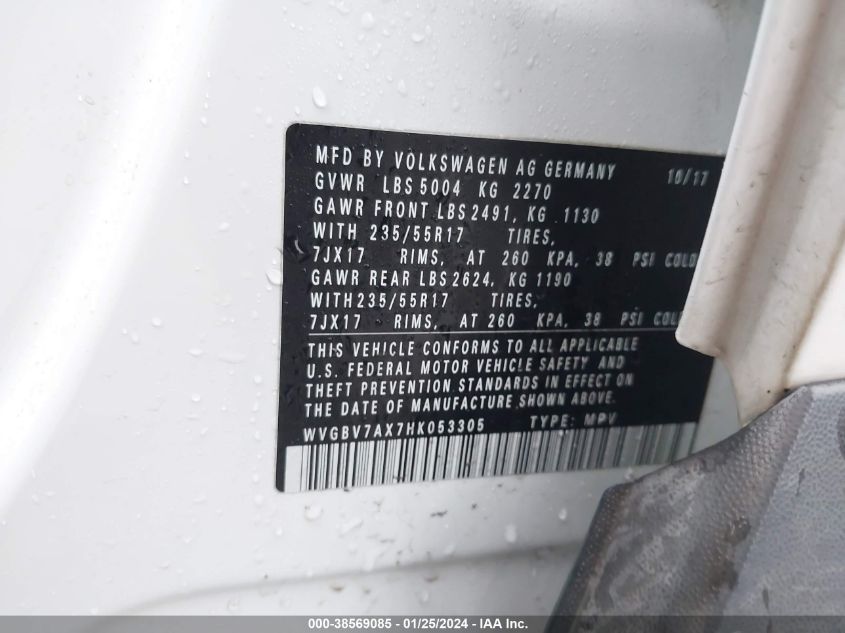 MFD BY VOLKSWAGEN AG GERMANY 10/17
GVWR LBS 5004 KG 2270
GAWR FRONT LBS 2491, KG 1130
WITH 235/55R17 TIRES,
7JX17 RIMS, AT 260 KPA, 38 PSI COLD
GAWR REAR LBS 2624, KG 1190
WITH 235/55R17 TIRES,
7JX17 RIMS, AT 260 KPA, 38 PSI COLD
THIS VEHICLE CONFORMS TO ALL APPLICABLE
U.S. FEDERAL MOTOR VEHICLE SAFETY AND
THEFT PREVENTION STANDARDS IN EFFECT ON
THE DATE OF MANUFACTURE SHOWN ABOVE.
WVGBV7AX7HK053305 TYPE: MPV
000-38569085 - 01/25/2024 - IAA Inc.